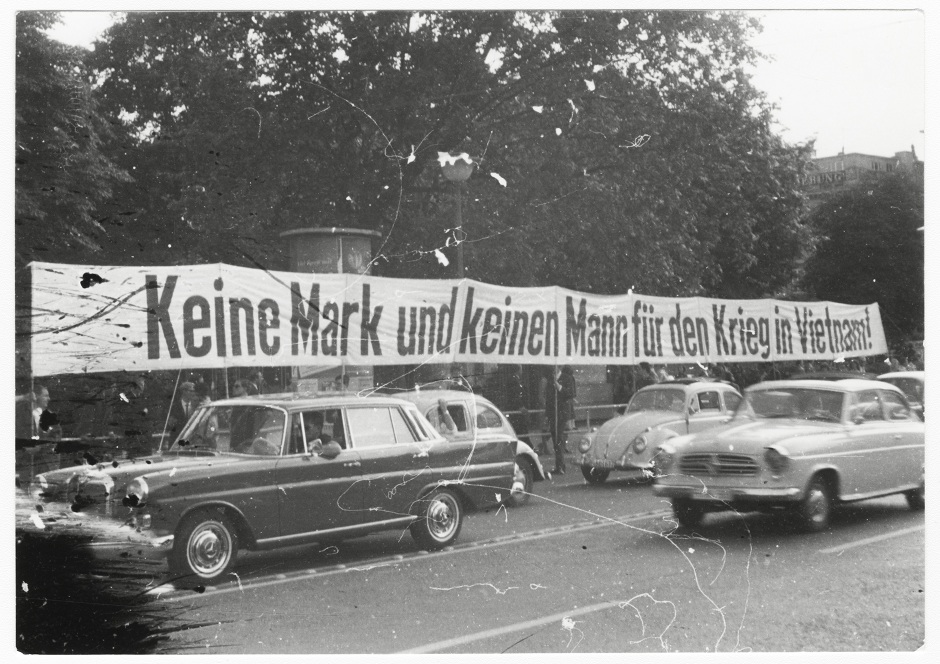 Keine Mark und keinen Mann für den Krieg in Vietnam!